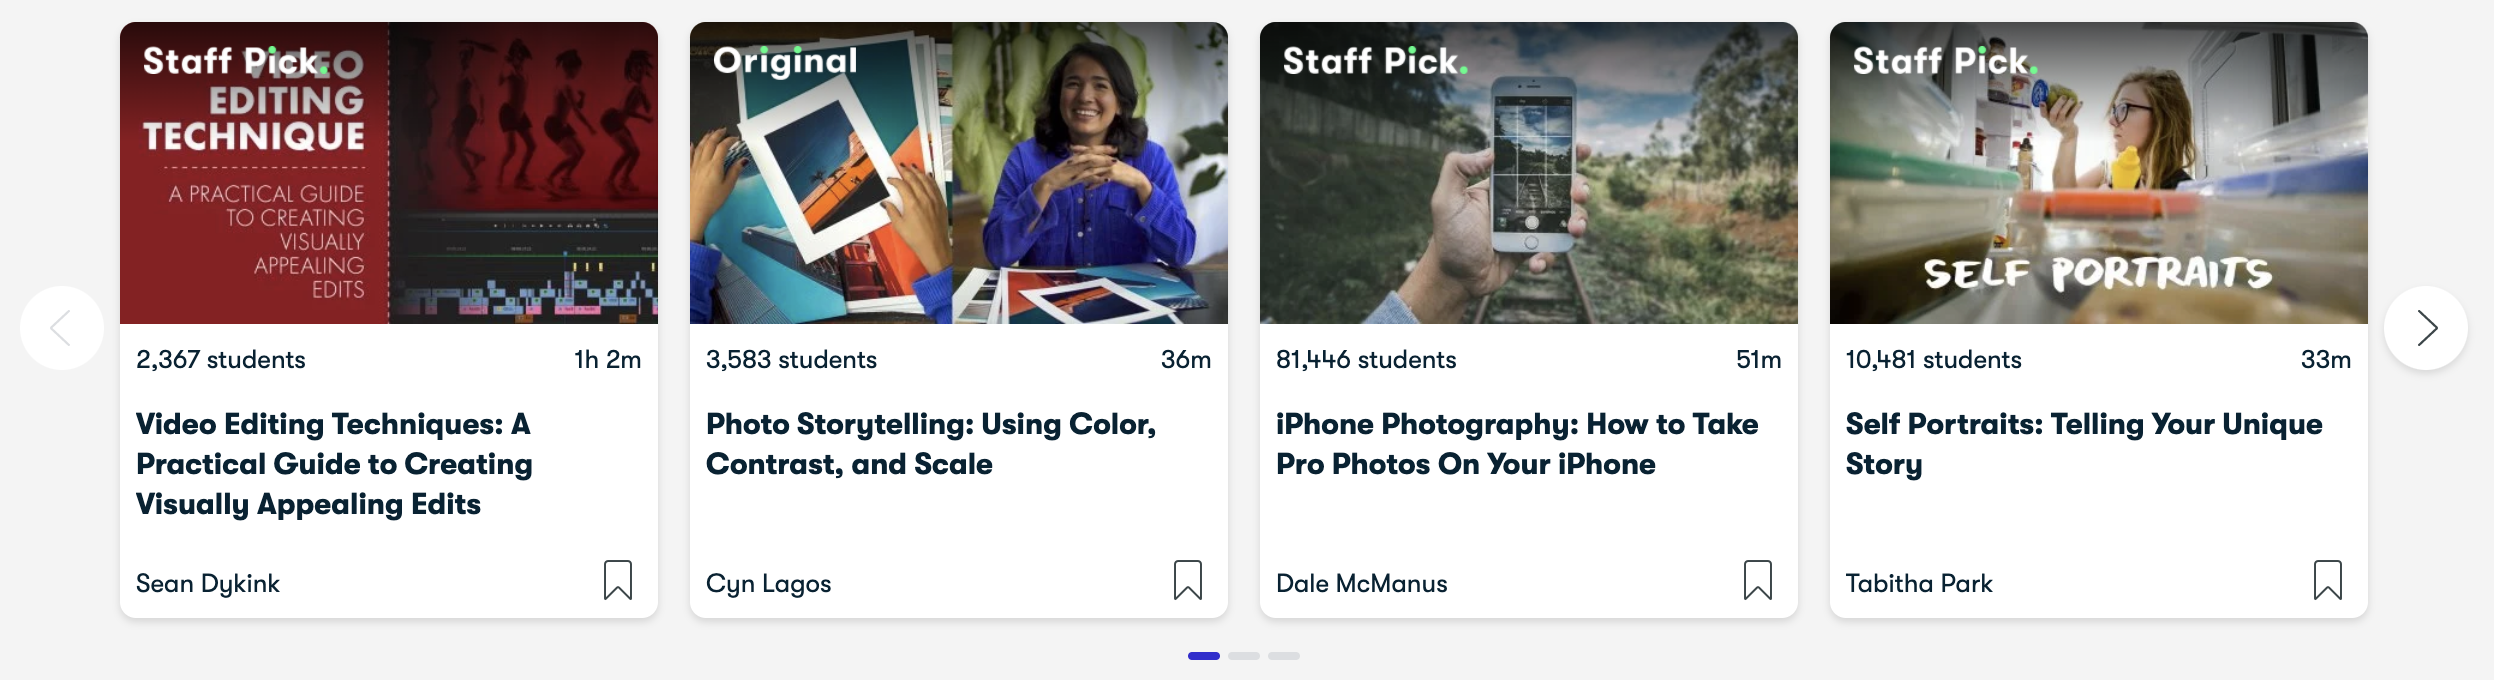 Staff Pick.
VIDEO
EDITING
TECHNIQUE
A PRACTICAL GUIDE
TO CREATING
VISUALLY
APPEALING
EDITS
2,367 students
1h 2m
Video Editing Techniques: A
Practical Guide to Creating
Visually Appealing Edits
Sean Dykink
Original
3,583 students
36m
Photo Storytelling: Using Color,
Contrast, and Scale
Cyn Lagos
Staff Pick.
81,446 students
51m
iPhone Photography: How to Take
Pro Photos On Your iPhone
Dale McManus
Staff Pick.
SELF PORTRAITS
10,481 students
33m
Self Portraits: Telling Your Unique
Story
Tabitha Park